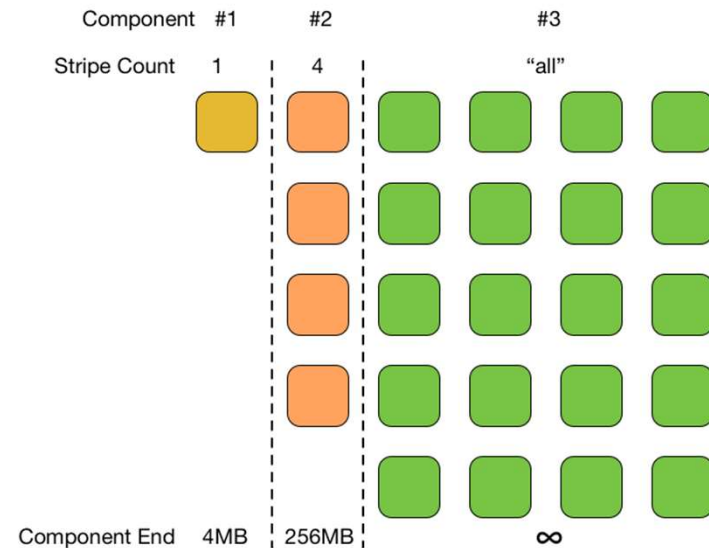 Component #1 #2 #3
Stripe Count 1 4 “all”
Component End 4MB 256MB ∞